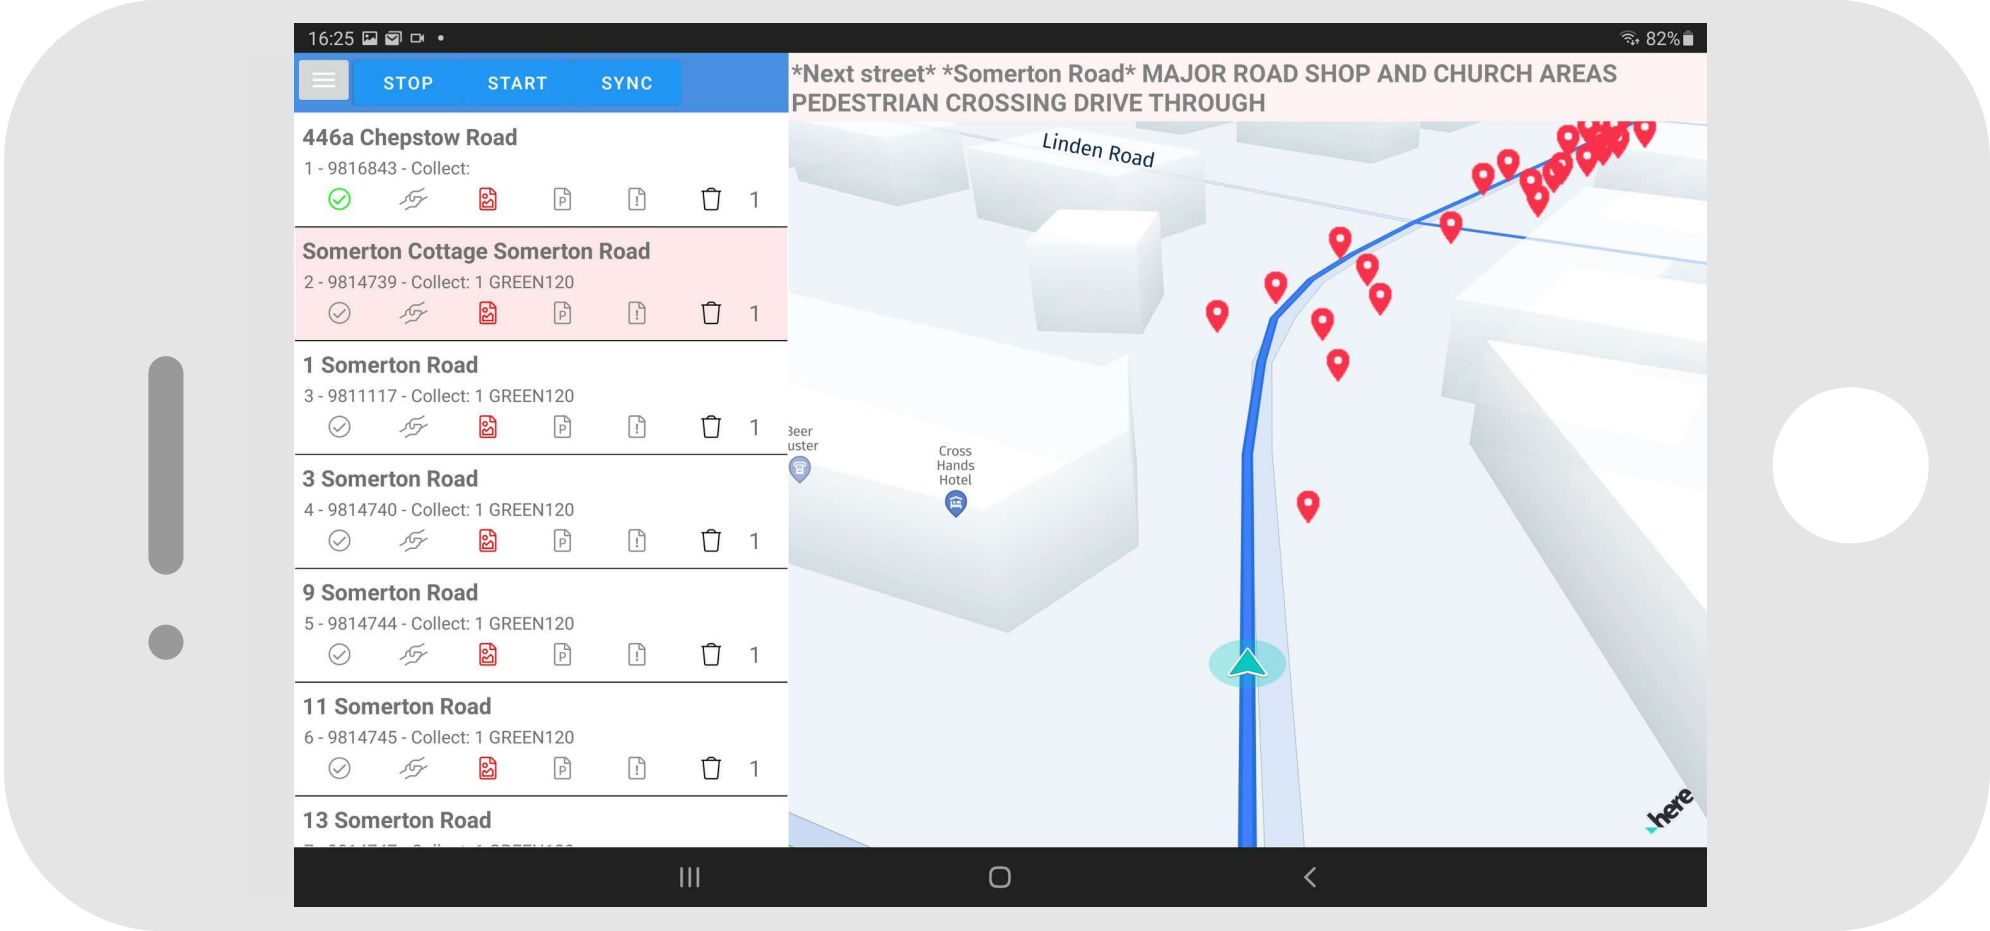 16:25
82%
STOP START SYNC
*Next street* *Somerton Road* MAJOR ROAD SHOP AND CHURCH AREAS
PEDESTRIAN CROSSING DRIVE THROUGH
446a Chepstow Road
1 - 9816843 - Collect:
P ! 1
Somerton Cottage Somerton Road
2 - 9814739 - Collect: 1 GREEN120
P ! 1
1 Somerton Road
3 - 9811117 - Collect: 1 GREEN120
P ! 1
3 Somerton Road
4 - 9814740 - Collect: 1 GREEN120
P ! 1
9 Somerton Road
5 - 9814744 - Collect: 1 GREEN120
P ! 1
11 Somerton Road
6 - 9814745 - Collect: 1 GREEN120
P ! 1
13 Somerton Road
Linden Road
Beer
uster
Cross
Hands
Hotel
here